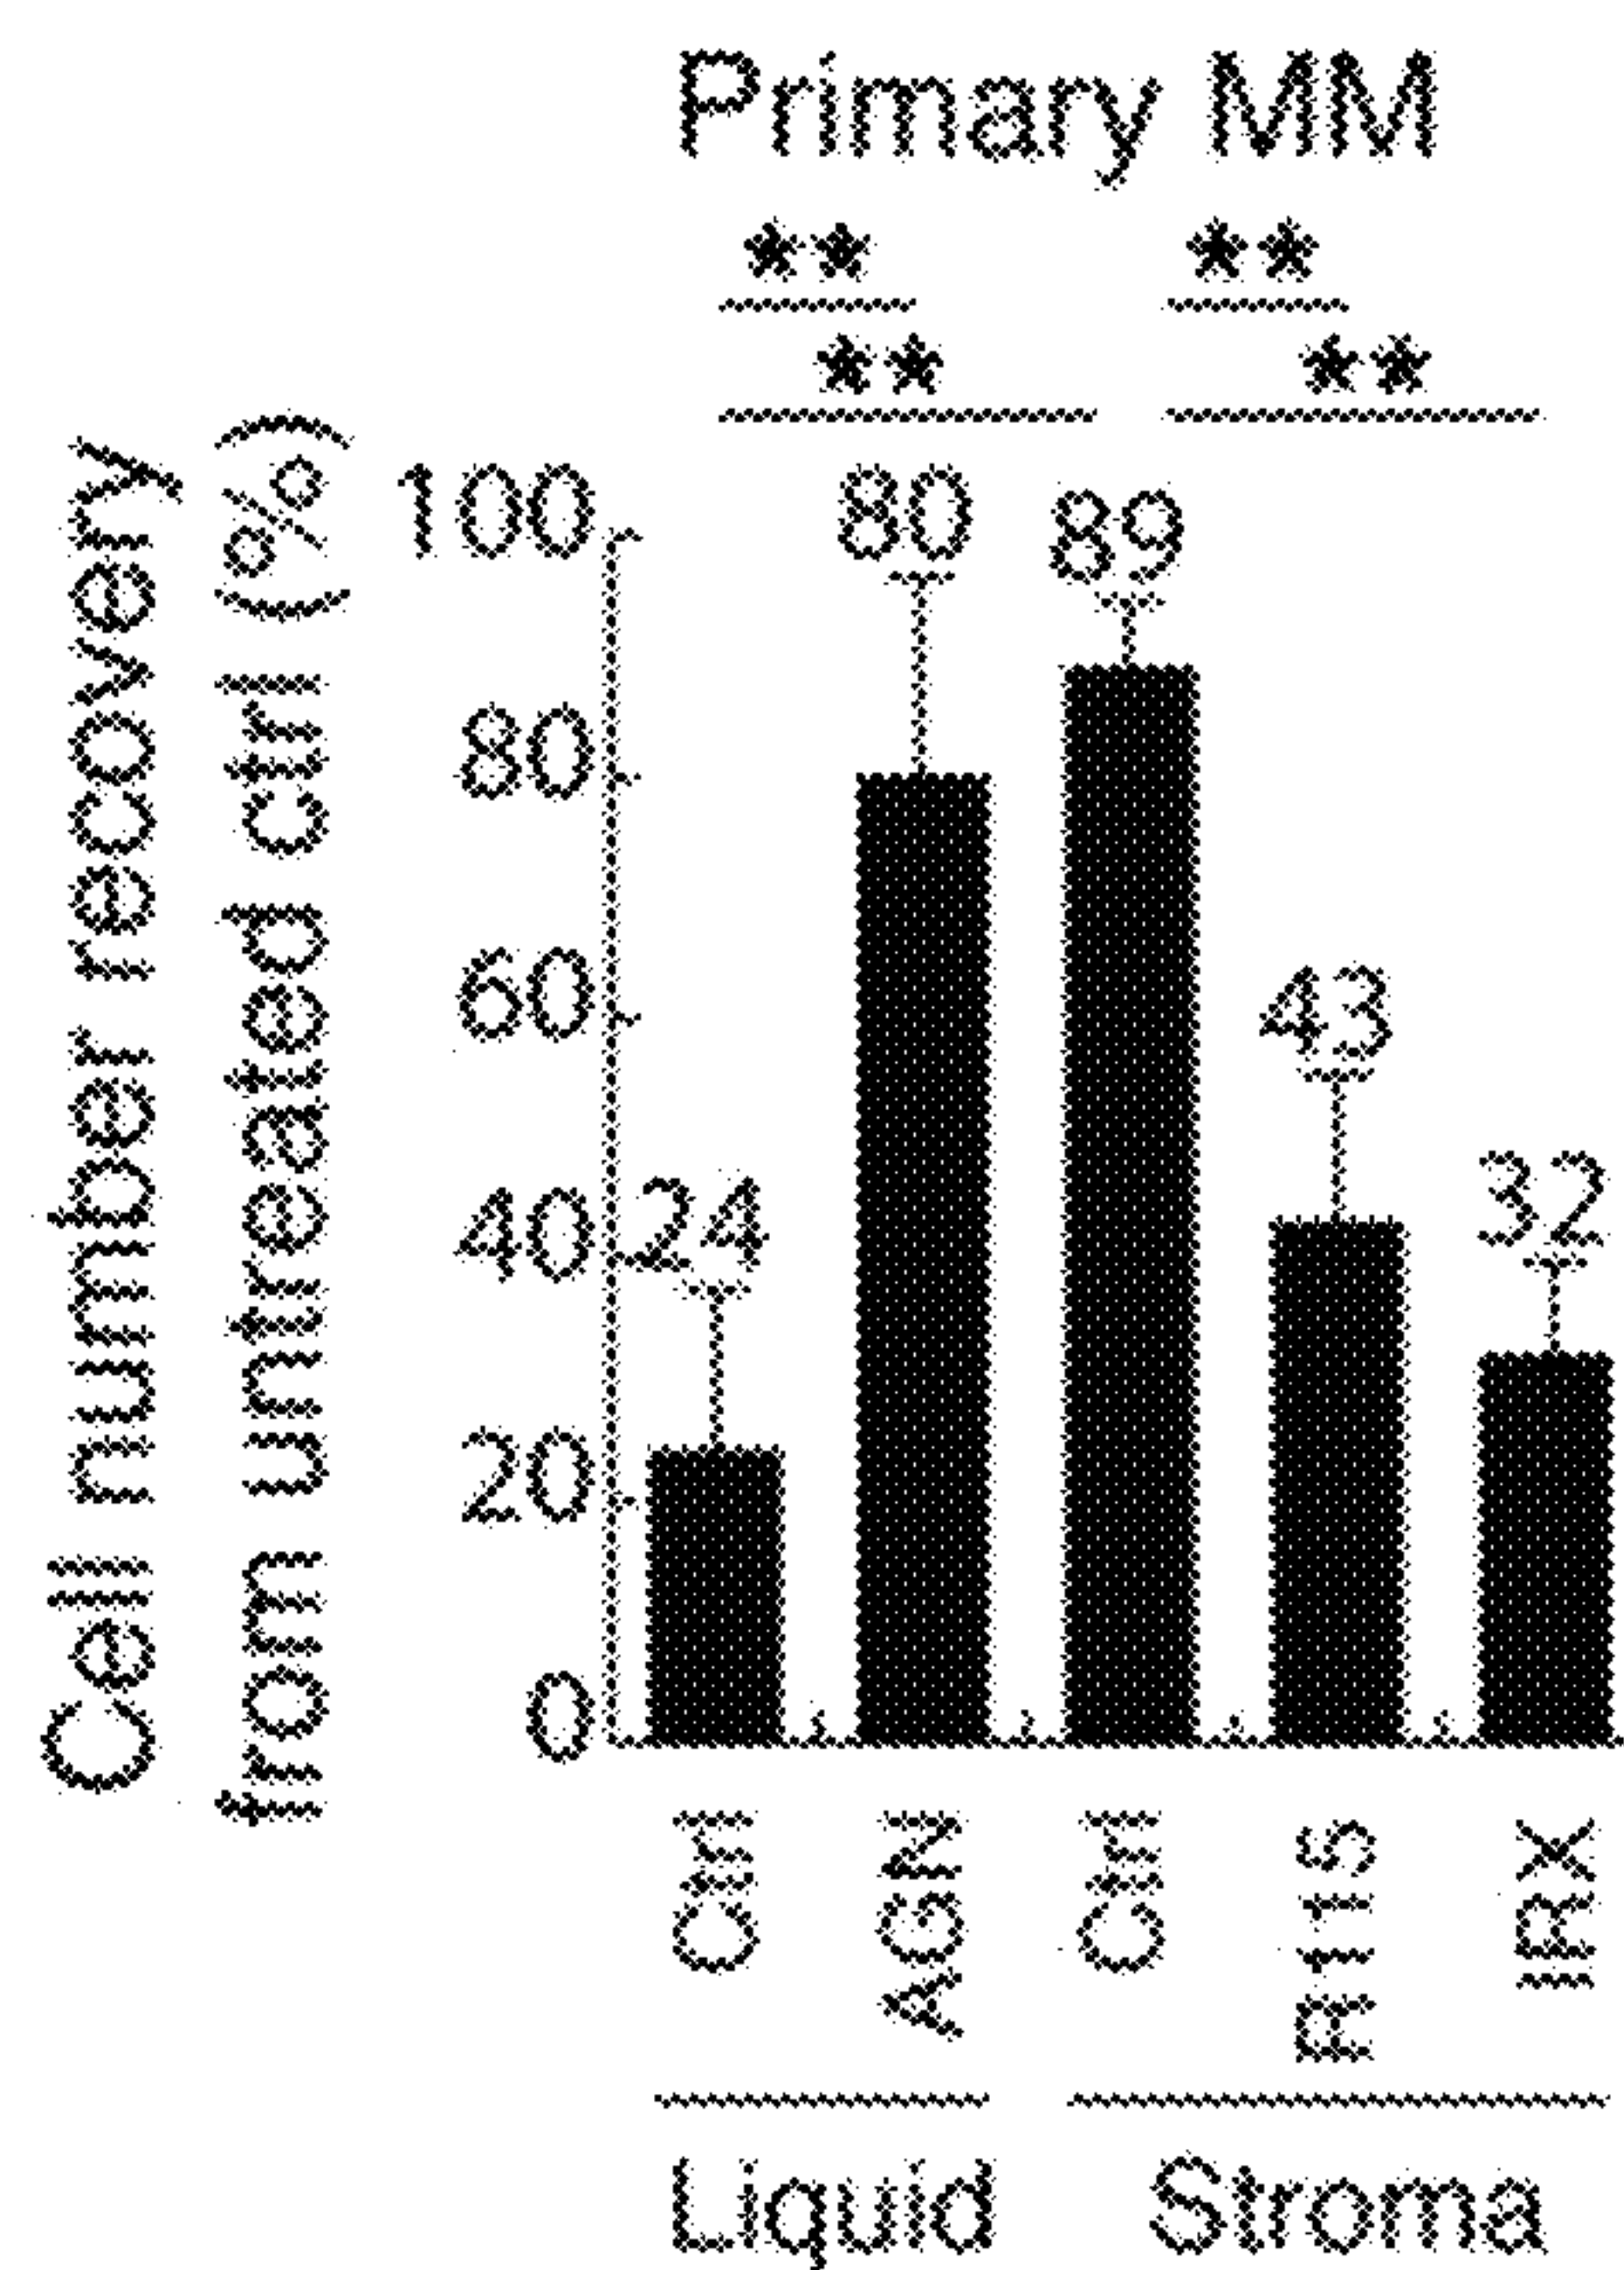 Primary MM
** **
** **
Cell number recovery
from untreated ctrl (%)
100
80
60
40
20
0
24
80
89
43
32
Ctrl
AGN
Ctrl
R115
IRX
Liquid
Stroma